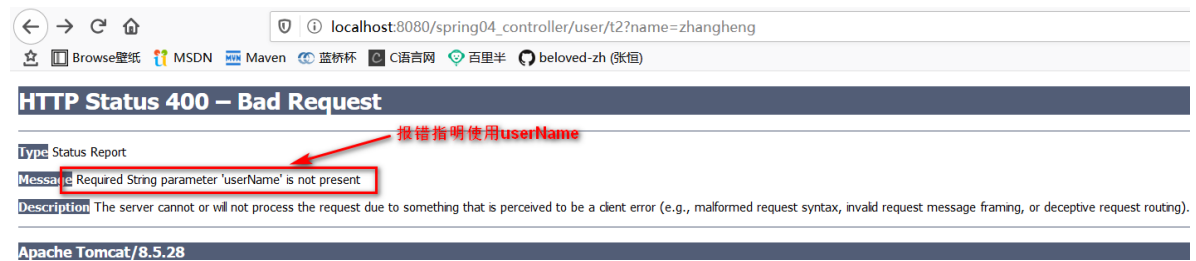 localhost:8080/spring04_controller/user/t2?name=zhangheng
Browse壁纸 MSDN MVN Maven 蓝桥杯 C C语言网 百里半 beloved-zh (张恒)
HTTP Status 400 – Bad Request
报错指明使用userName
Type Status Report
Message Required String parameter 'userName' is not present
Description The server cannot or will not process the request due to something that is perceived to be a client error (e.g., malformed request syntax, invalid request message framing, or deceptive request routing).
Apache Tomcat/8.5.28